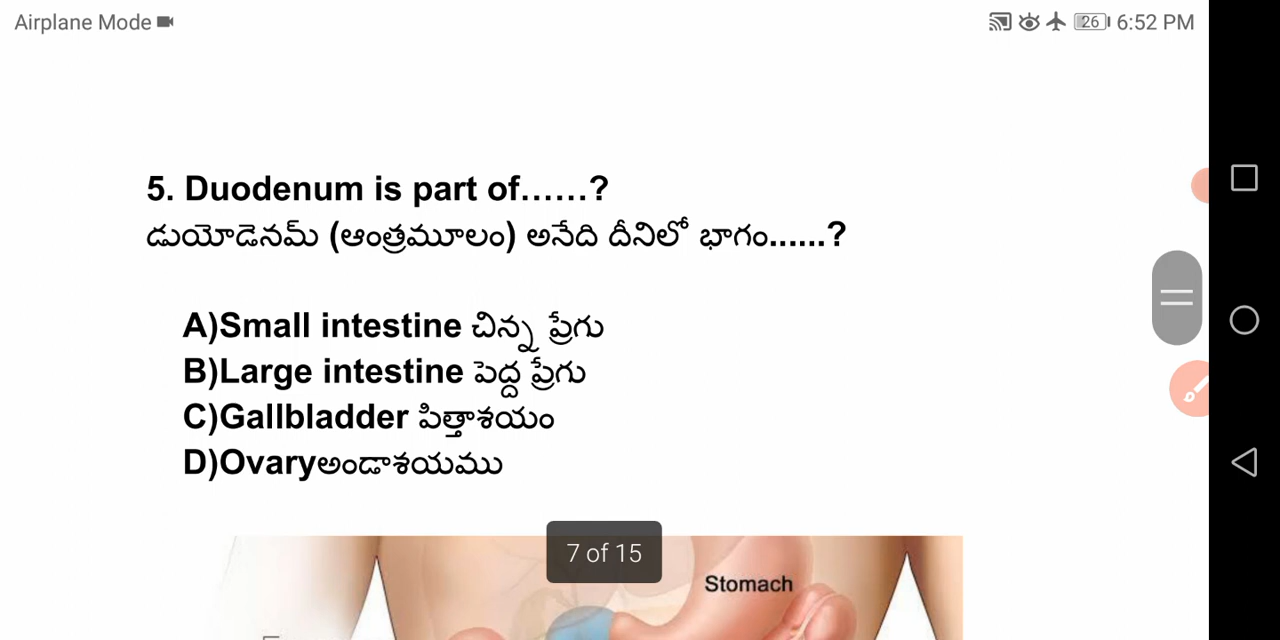 Airplane Mode
26 6:52 PM
5. Duodenum is part of......?
డుయోడెనమ్ (ఆంత్రమూలం) అనేది దీనిలో భాగం......?
A)Small intestine చిన్న ప్రేగు
B)Large intestine పెద్ద ప్రేగు
C)Gallbladder పిత్తాశయం
D)Ovaryఅండాశయము
7 of 15
Stomach